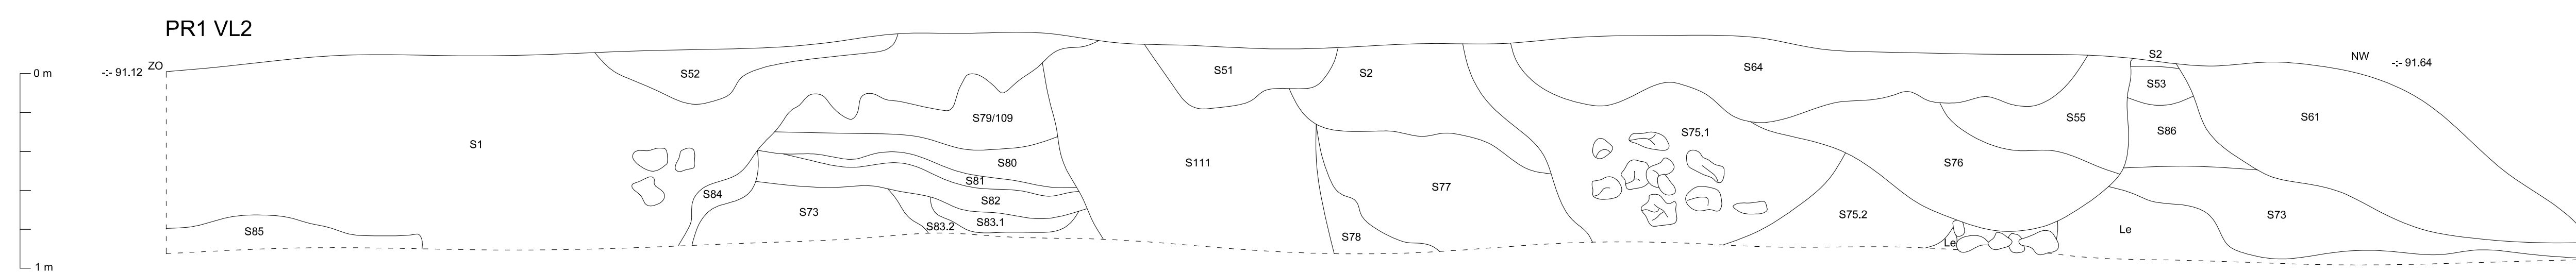 PR1 VL2
0 m
-:- 91.12 ZO
S52
S51
S2
S64
S2
NW
-:- 91.64
S53
S1
S79/109
S75.1
S55
S86
S61
S80
S111
S76
S81
S84
S82
S77
S73
S83.2
S83.1
S75.2
S73
S85
S78
Le
Le
1 m